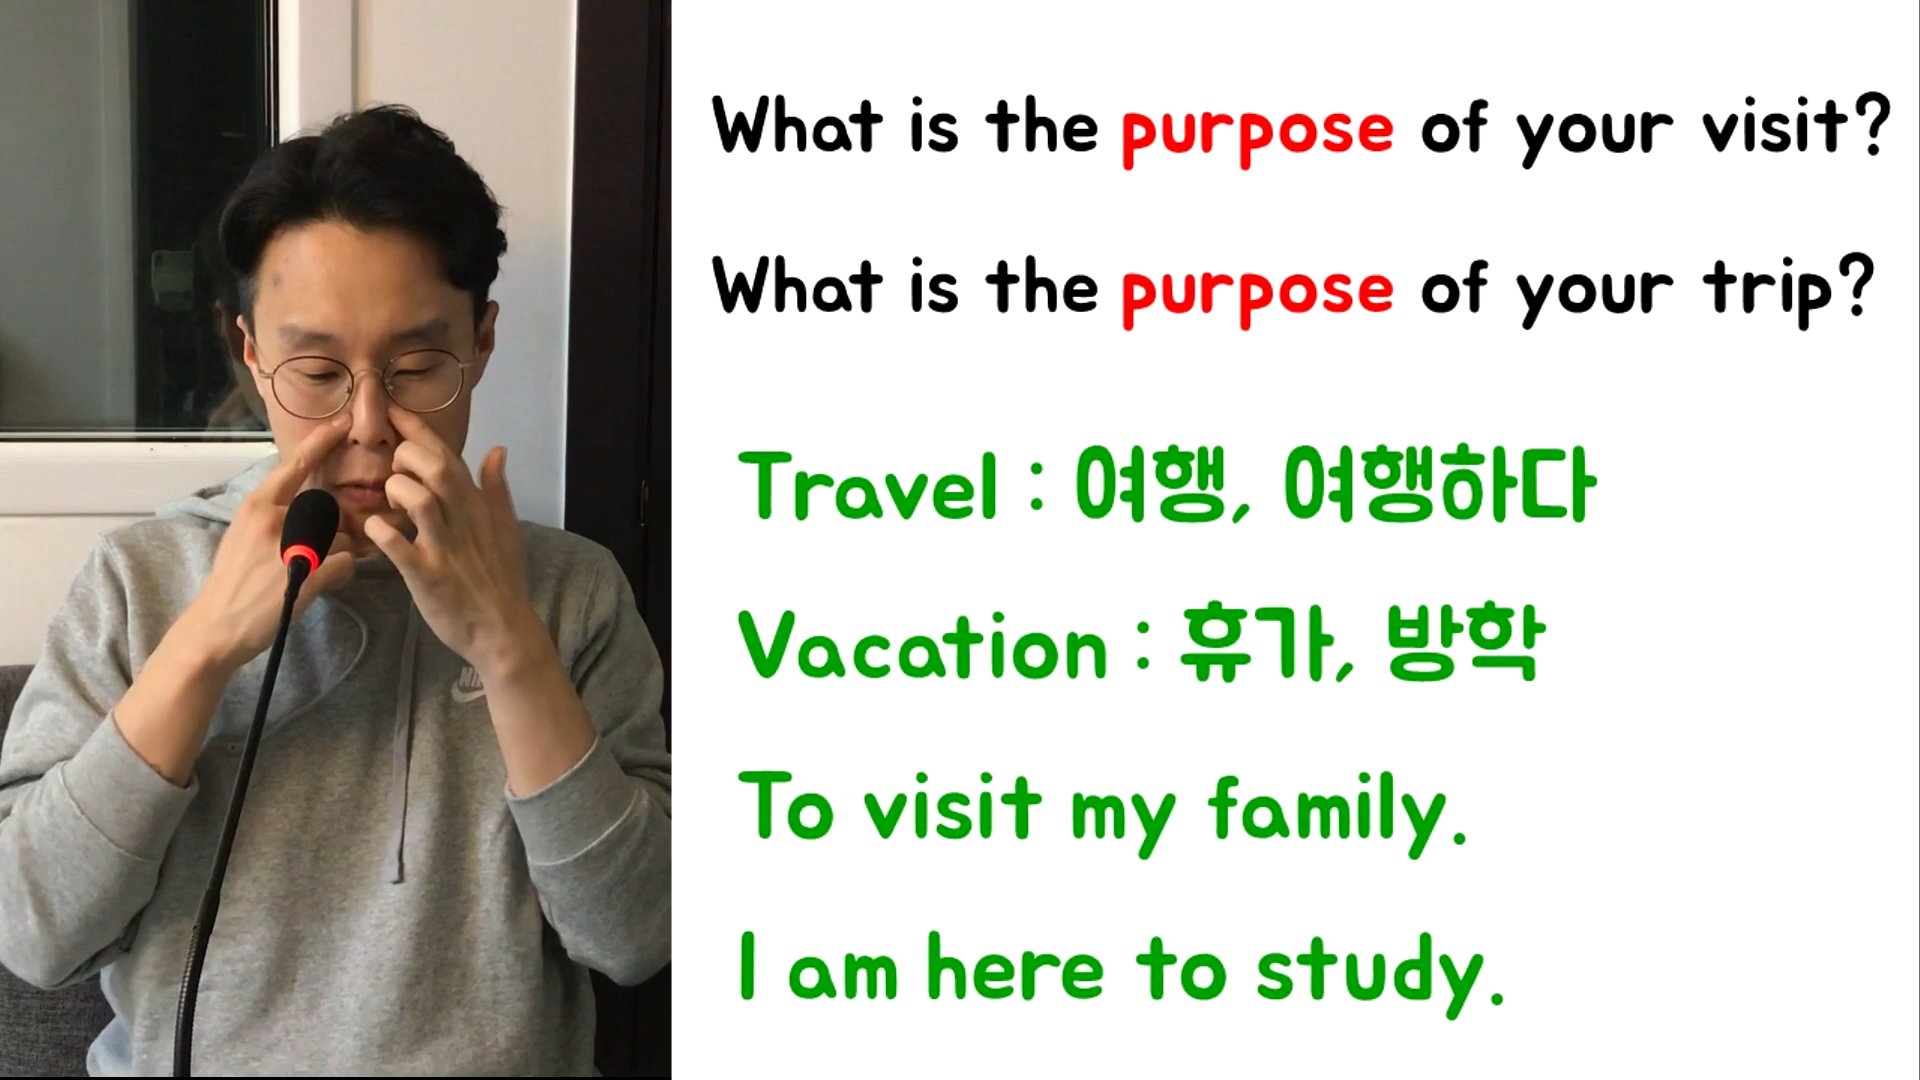 What is the purpose of your visit?
What is the purpose of your trip?
Travel : 여행, 여행하다
Vacation : 휴가, 방학
To visit my family.
I am here to study.